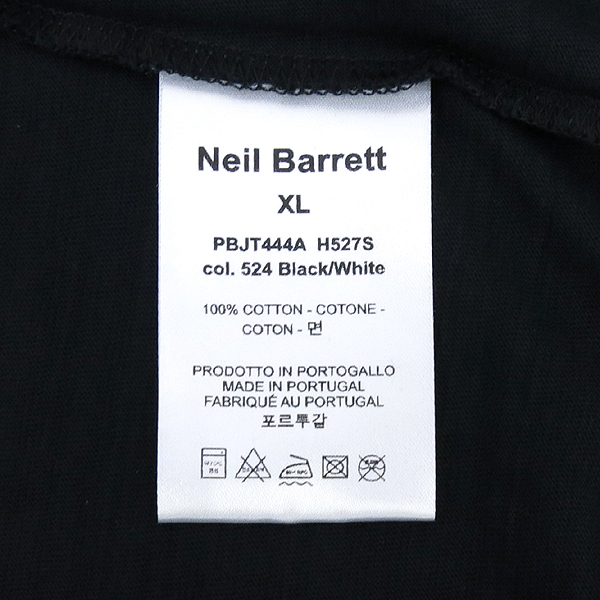 Neil Barrett
XL
PBJT444A H527S
col. 524 Black/White
100% COTTON - COTONE -
COTON - 면
PRODOTTO IN PORTOGALLO
MADE IN PORTUGAL
FABRIQUÉ AU PORTUGAL
포르투갈